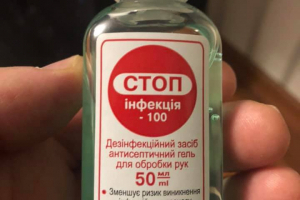 СТОП
інфекція
- 100
Дезінфекційний засіб
антисептичний гель
для обробки рук
50 мл
ml
• Зменшує ризик виникнення